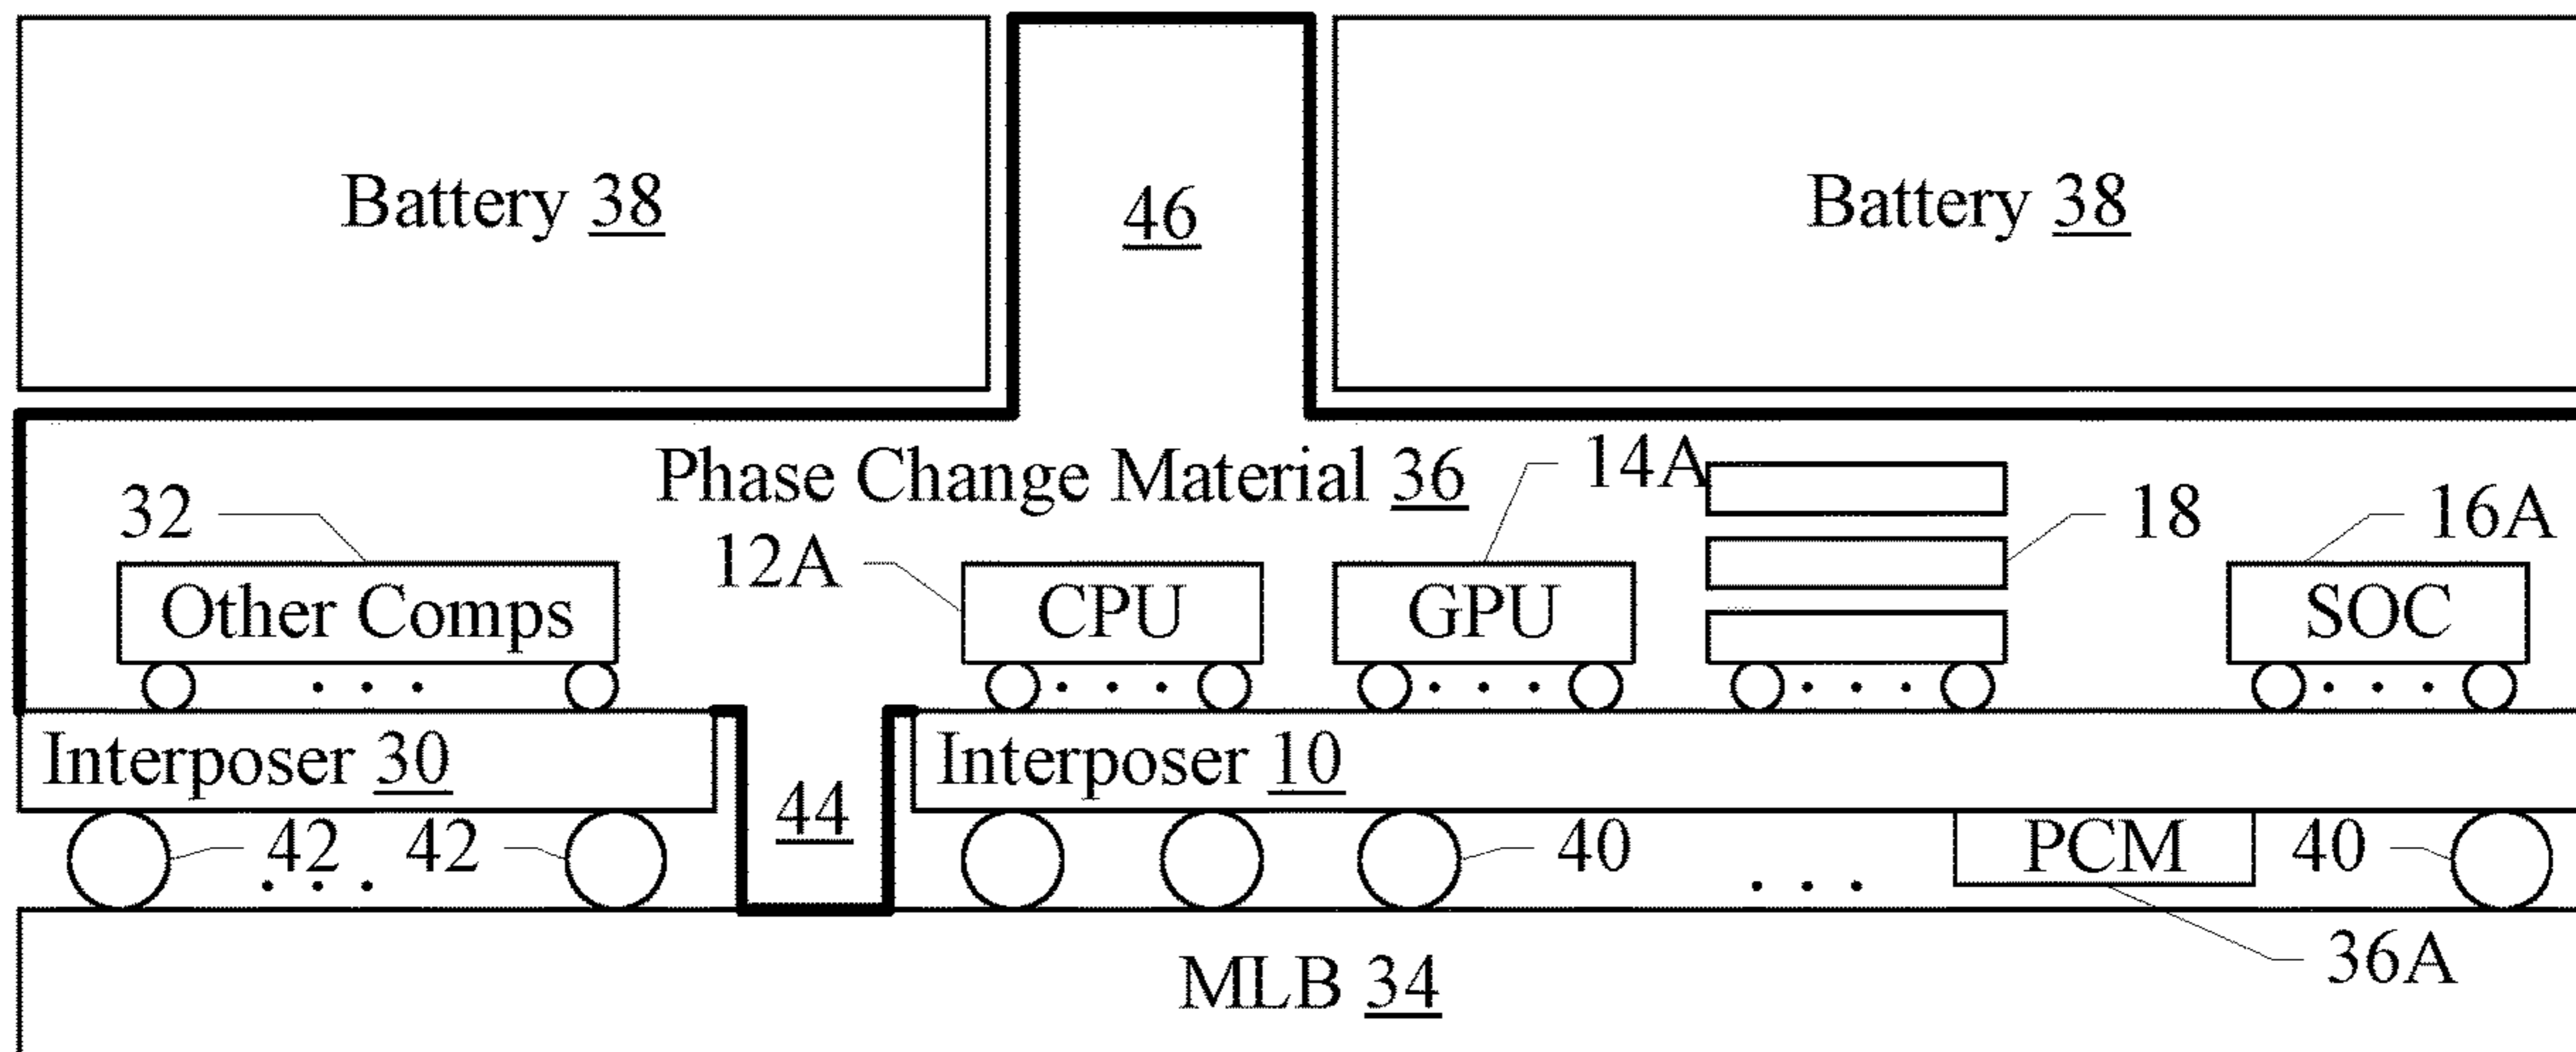 Battery 38
46
Battery 38
Phase Change Material 36
14A
32
12A
18
16A
Other Comps
CPU
GPU
SOC
Interposer 30
44
Interposer 10
42
42
40
PCM
40
36A
MLB 34